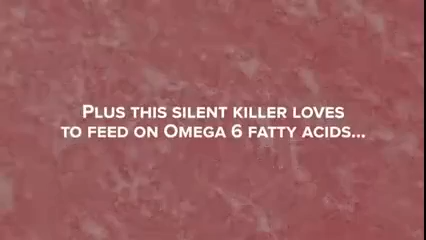 Plus this silent killer loves
to feed on Omega 6 fatty acids...